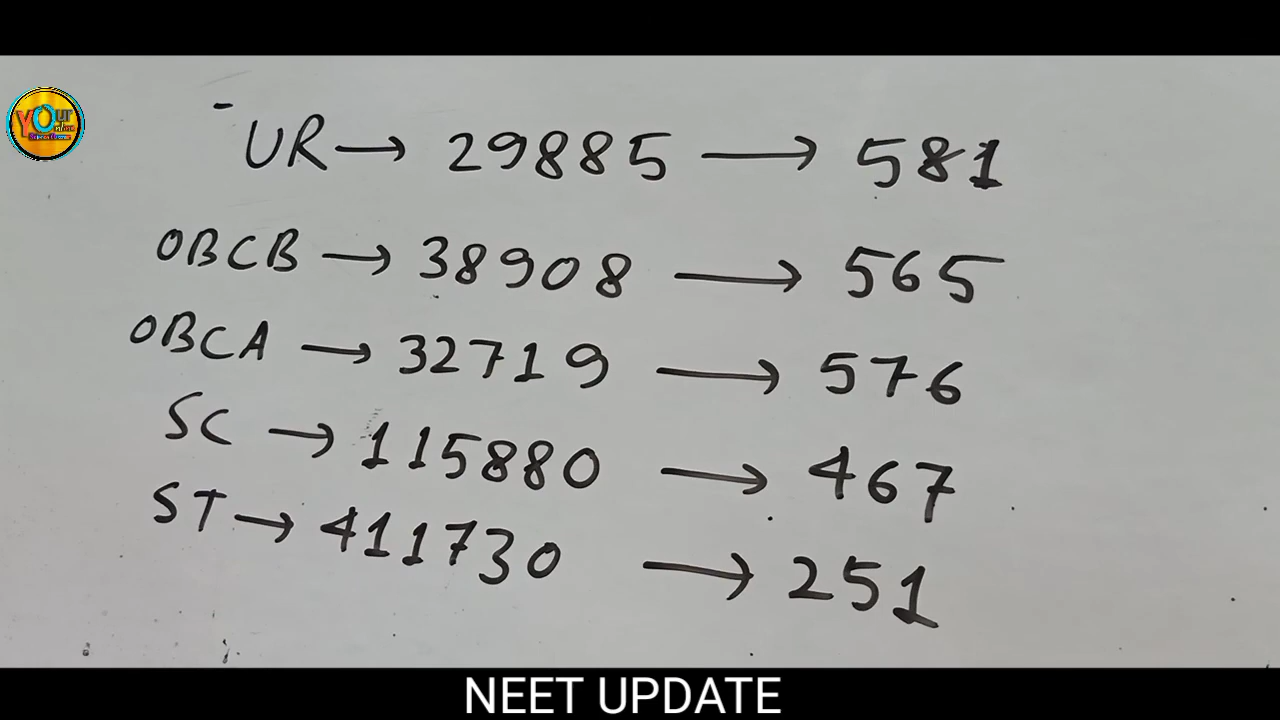 UR → 29885 → 581
OBCB → 38908 → 565
OBCA → 32719 → 576
SC → 115880 → 467
ST → 411730 → 251
NEET UPDATE